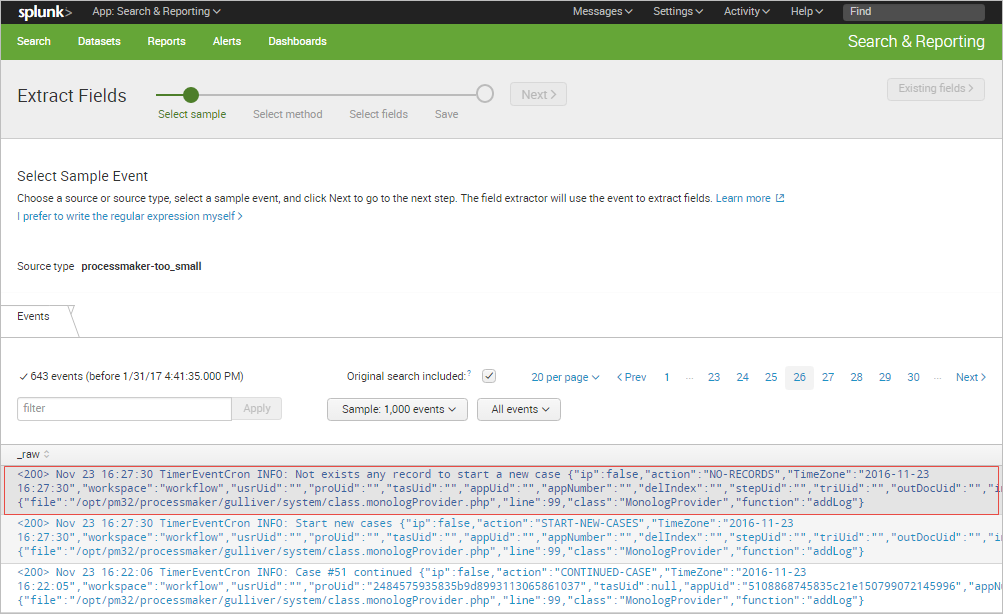 splunk> App: Search & Reporting Messages Settings Activity Help Find
Search Datasets Reports Alerts Dashboards Search & Reporting
Extract Fields Next > Existing fields >
Select sample Select method Select fields Save
Select Sample Event
Choose a source or source type, select a sample event, and click Next to go to the next step. The field extractor will use the event to extract fields. Learn more
I prefer to write the regular expression myself >
Source type processmaker-too_small
Events
✓ 643 events (before 1/31/17 4:41:35.000 PM) Original search included:? ✓ 20 per page < Prev 1 ... 23 24 25 26 27 28 29 30 ... Next >
filter Apply Sample: 1,000 events All events
_raw
<200> Nov 23 16:27:30 TimerEventCron INFO: Not exists any record to start a new case {"ip":false,"action":"NO-RECORDS","TimeZone":"2016-11-23
16:27:30","workspace":"workflow","usrUid":"","proUid":"","tasUid":"","appUid":"","appNumber":"","delIndex":"","stepUid":"","triUid":"","outDocUid":"","i
{"file":"/opt/pm32/processmaker/gulliver/system/class.monologProvider.php","line":99,"class":"MonologProvider","function":"addLog"}
<200> Nov 23 16:27:30 TimerEventCron INFO: Start new cases {"ip":false,"action":"START-NEW-CASES","TimeZone":"2016-11-23
16:27:30","workspace":"workflow","usrUid":"","proUid":"","tasUid":"","appUid":"","appNumber":"","delIndex":"","stepUid":"","triUid":"","outDocUid":"","in
{"file":"/opt/pm32/processmaker/gulliver/system/class.monologProvider.php","line":99,"class":"MonologProvider","function":"addLog"}
<200> Nov 23 16:22:06 TimerEventCron INFO: Case #51 continued {"ip":false,"action":"CONTINUED-CASE","TimeZone":"2016-11-23
16:22:05","workspace":"workflow","usrUid":"","proUid":"2484575935835b9d8993113065861037","tasUid":null,"appUid":"5108868745835c21e150799072145996","appN
{"file":"/opt/pm32/processmaker/gulliver/system/class.monologProvider.php","line":99,"class":"MonologProvider","function":"addLog"}